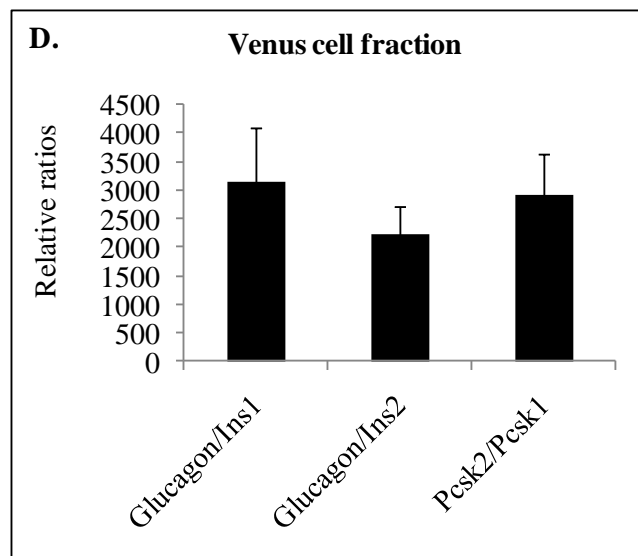 D.
Venus cell fraction
Relative ratios
4500
4000
3500
3000
2500
2000
1500
1000
500
0
Glucagon/Ins1
Glucagon/Ins2
Pcsk2/Pcsk1